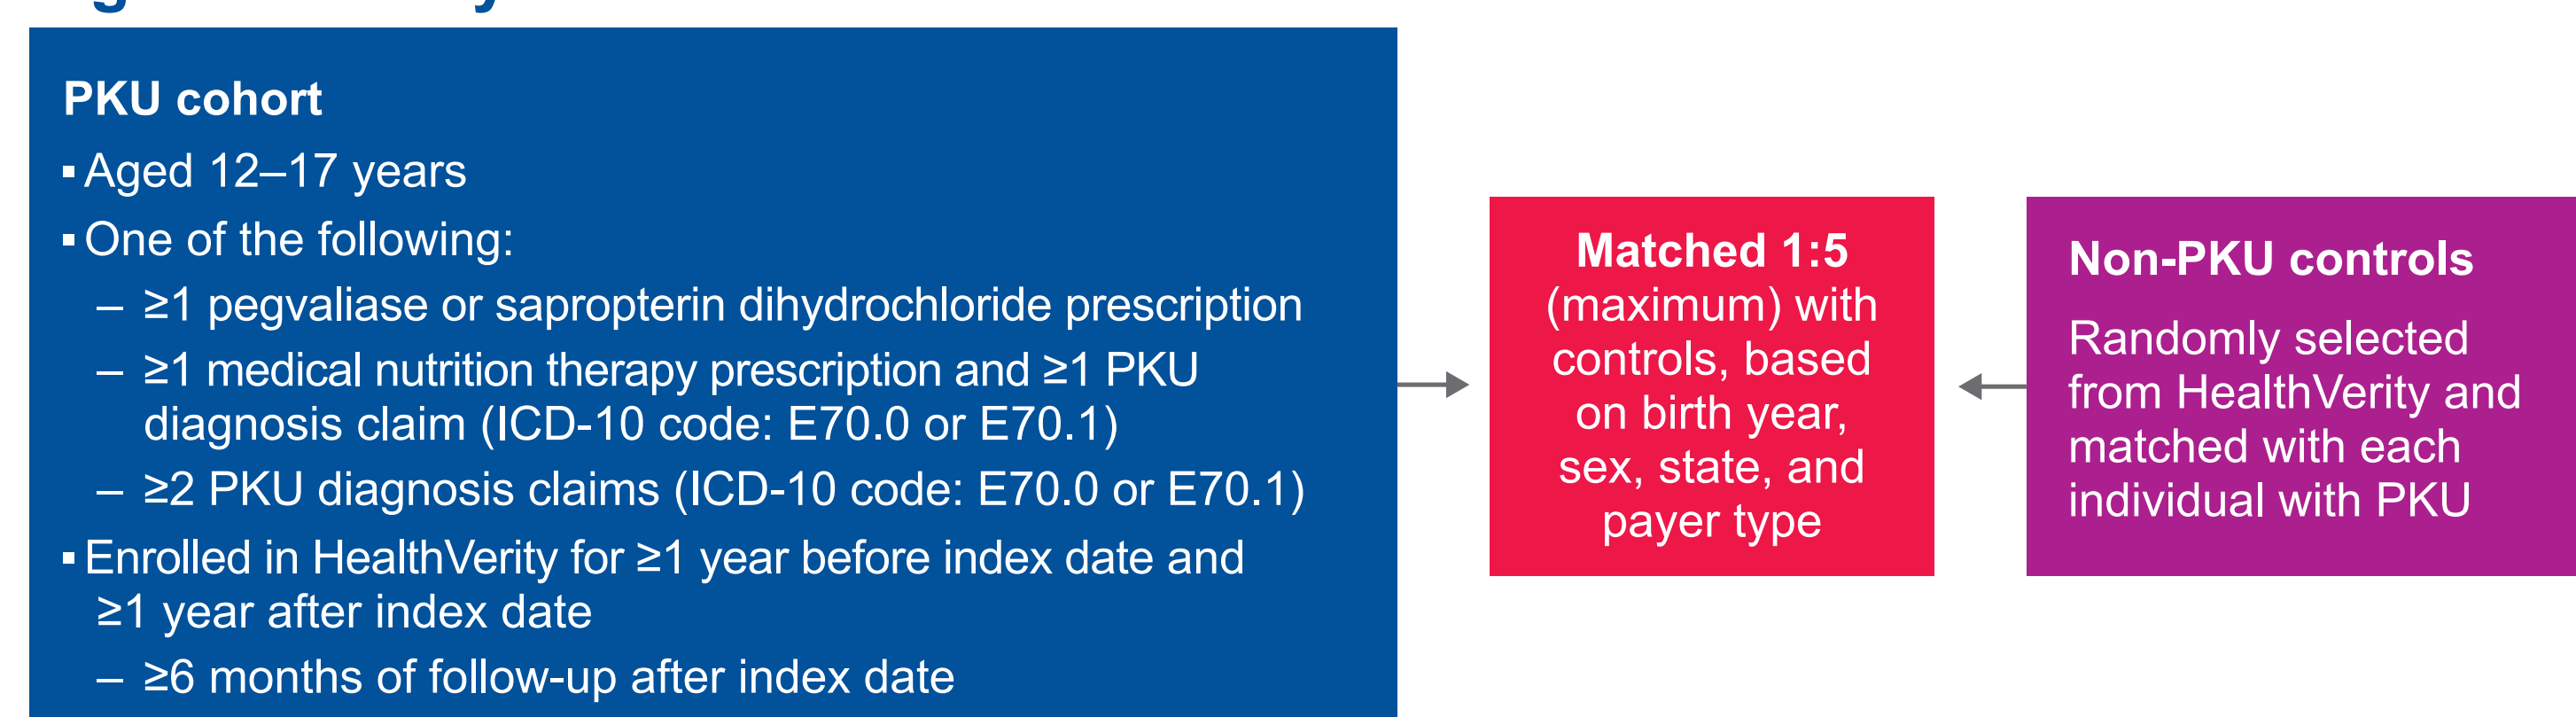 PKU cohort
▪ Aged 12–17 years
▪ One of the following:
– ≥1 pegvaliase or sapropterin dihydrochloride prescription
– ≥1 medical nutrition therapy prescription and ≥1 PKU
diagnosis claim (ICD-10 code: E70.0 or E70.1)
– ≥2 PKU diagnosis claims (ICD-10 code: E70.0 or E70.1)
▪ Enrolled in HealthVerity for ≥1 year before index date and
≥1 year after index date
– ≥6 months of follow-up after index date
Matched 1:5
(maximum) with
controls, based
on birth year,
sex, state, and
payer type
Non-PKU controls
Randomly selected
from HealthVerity and
matched with each
individual with PKU